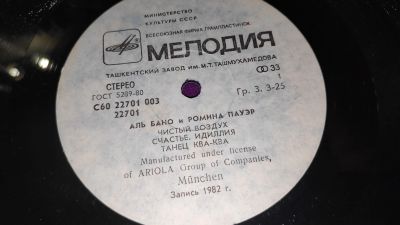 МИНИСТЕРСТВО
КУЛЬТУРЫ СССР
ВСЕСОЮЗНАЯ ФИРМА ГРАМПЛАСТИНОК
МЕЛОДИЯ
ТАШКЕНТСКИЙ ЗАВОД ИМ. М.Т. ТАШМУХАМЕДОВА
СТЕРЕО
ГОСТ 5289-80
33
С60 22701 003
22701
1
Гр. 3. 3-25
АЛЬ БАНО И РОМИНА ПАУЭР
ЧИСТЫЙ ВОЗДУХ
СЧАСТЬЕ. ИДИЛЛИЯ
ТАНЕЦ КВА-КВА
Manufactured under license
of ARIOLA Group of Companies,
München
Запись 1982 г.